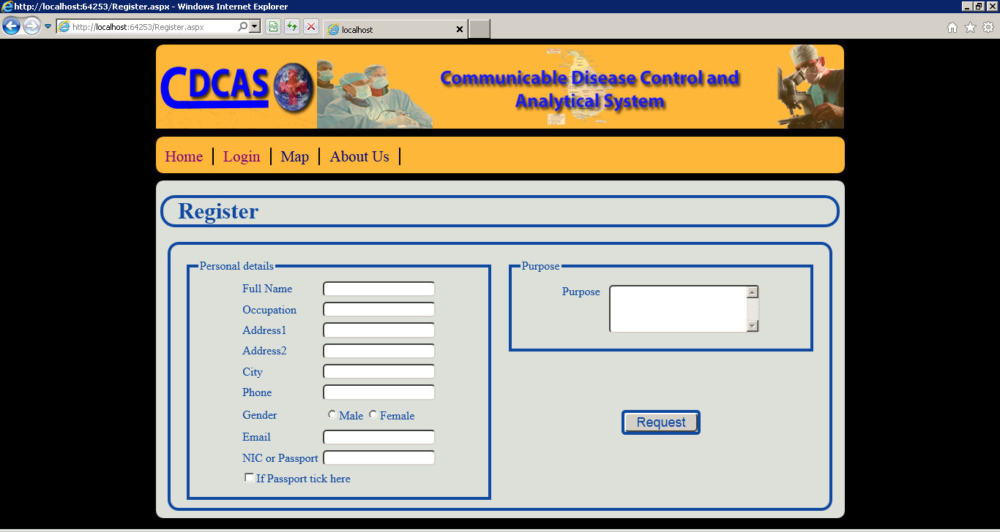 http://localhost:64253/Register.aspx - Windows Internet Explorer
http://localhost:64253/Register.aspx
localhost
CDCAS
Communicable Disease Control and
Analytical System
Home
Login
Map
About Us
Register
Personal details
Full Name
Occupation
Address1
Address2
City
Phone
Gender
Male
Female
Email
NIC or Passport
If Passport tick here
Purpose
Purpose
Request